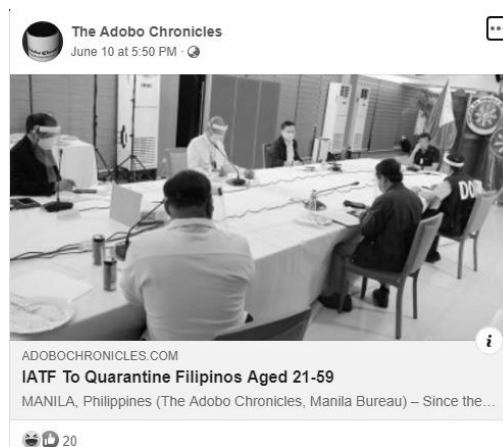 The Adobo Chronicles
June 10 at 5:50 PM ·
DO
i
ADOBOCHRONICLES.COM
IATF To Quarantine Filipinos Aged 21-59
MANILA, Philippines (The Adobo Chronicles, Manila Bureau) – Since the...
20